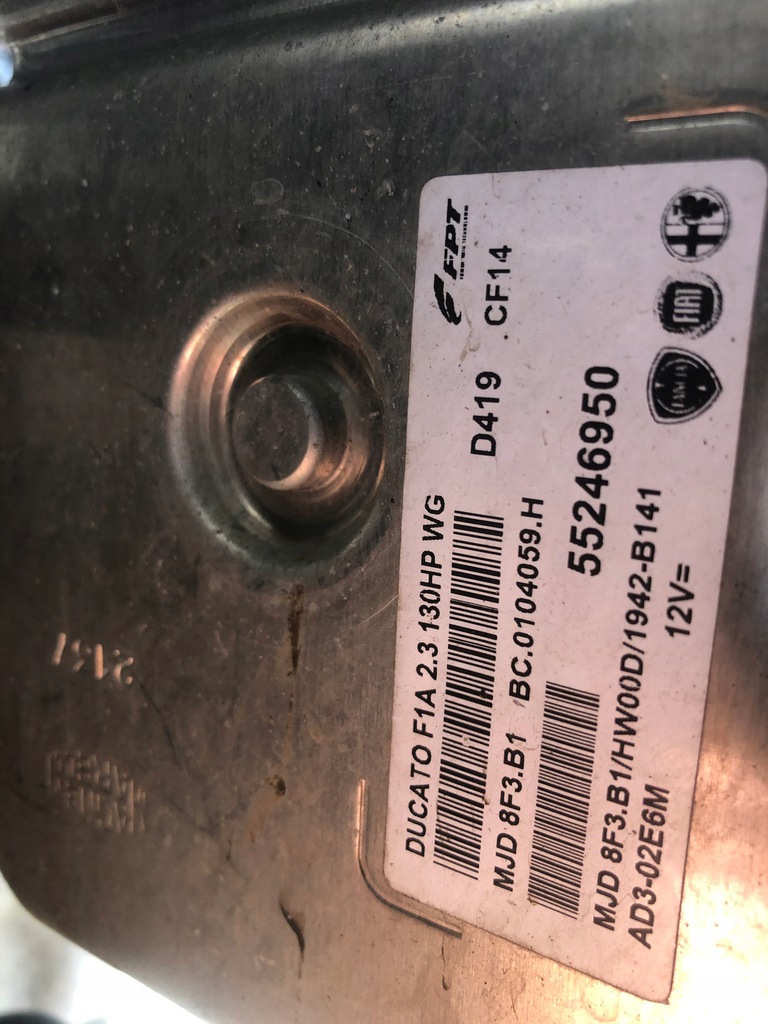 FPT
D419 CF14
DUCATO F1A 2.3 130HP WG
MJD 8F3.B1 BC.0104059.H
55246950
MJD 8F3.B1/HW00D/1942-B141
AD3-02E6M 12V=
FIAT
LANCIA